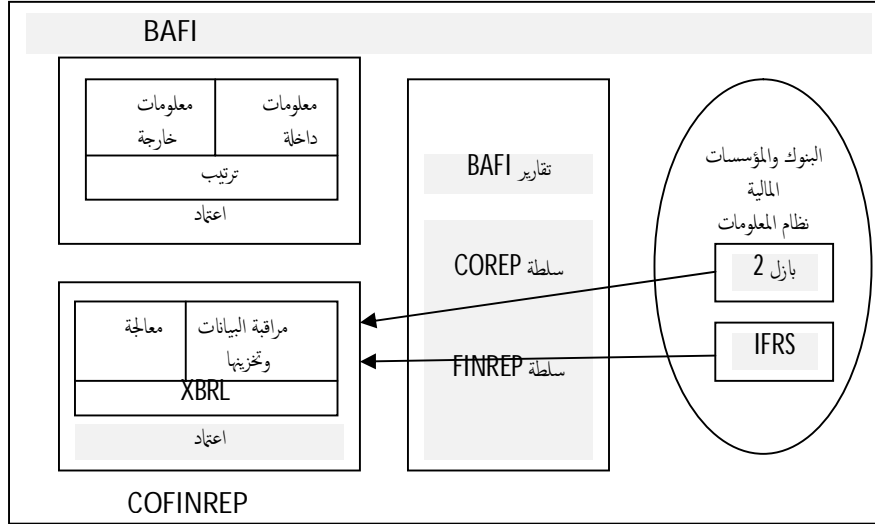 BAFI
معلومات داخلة
معلومات خارجة
ترتيب
اعتماد
تقارير BAFI
سلطة COREP
سلطة FINREP
البنوك والمؤسسات
المالية
نظام المعلومات
بازل 2
IFRS
مراقبة البيانات
وتخزينها
معالجة
XBRL
اعتماد
COFINREP